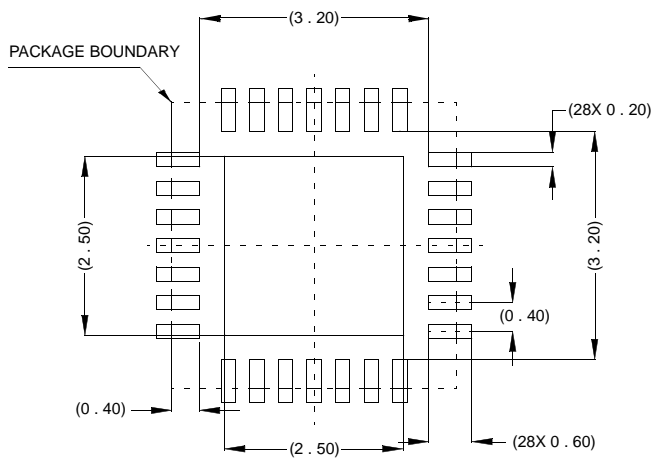 (3 . 20)
PACKAGE BOUNDARY
(28X 0 . 20)
(2 . 50)
(3 . 20)
(0 . 40)
(0 . 40)
(2 . 50)
(28X 0 . 60)